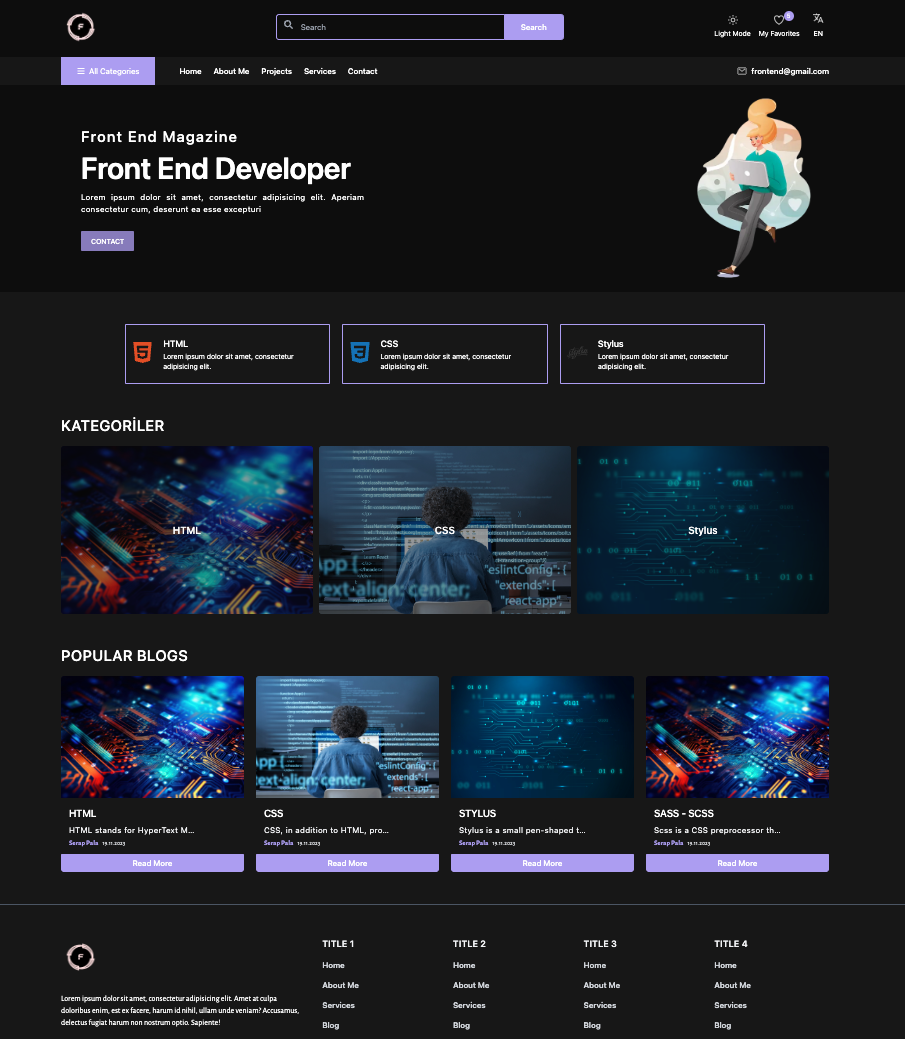 F
Search
Search
Light Mode
My Favorites
EN
All Categories
Home
About Me
Projects
Services
Contact
frontend@gmail.com
Front End Magazine
Front End Developer
Lorem ipsum dolor sit amet, consectetur adipisicing elit. Aperiam
consectetur cum, deserunt ea esse excepturi
CONTACT
HTML
Lorem ipsum dolor sit amet, consectetur
adipisicing elit.
CSS
Lorem ipsum dolor sit amet, consectetur
adipisicing elit.
Stylus
Lorem ipsum dolor sit amet, consectetur
adipisicing elit.
KATEGORİLER
HTML
CSS
"eslintConfig": {
"extends": [
"react-app",
text-align: center;
Stylus
POPULAR BLOGS
HTML
HTML stands for HyperText M...
Serap Pala 19.11.2023
Read More
CSS
CSS, in addition to HTML, pro...
Serap Pala 19.11.2023
Read More
STYLUS
Stylus is a small pen-shaped t...
Serap Pala 19.11.2023
Read More
SASS - SCSS
Scss is a CSS preprocessor th...
Serap Pala 19.11.2023
Read More
F
Lorem ipsum dolor sit amet, consectetur adipisicing elit. Amet at culpa
doloribus enim, est ex facere, harum id nihil, ullam unde veniam? Accusamus,
delectus fugiat harum non nostrum optio. Sapiente!
TITLE 1
Home
About Me
Services
Blog
TITLE 2
Home
About Me
Services
Blog
TITLE 3
Home
About Me
Services
Blog
TITLE 4
Home
About Me
Services
Blog